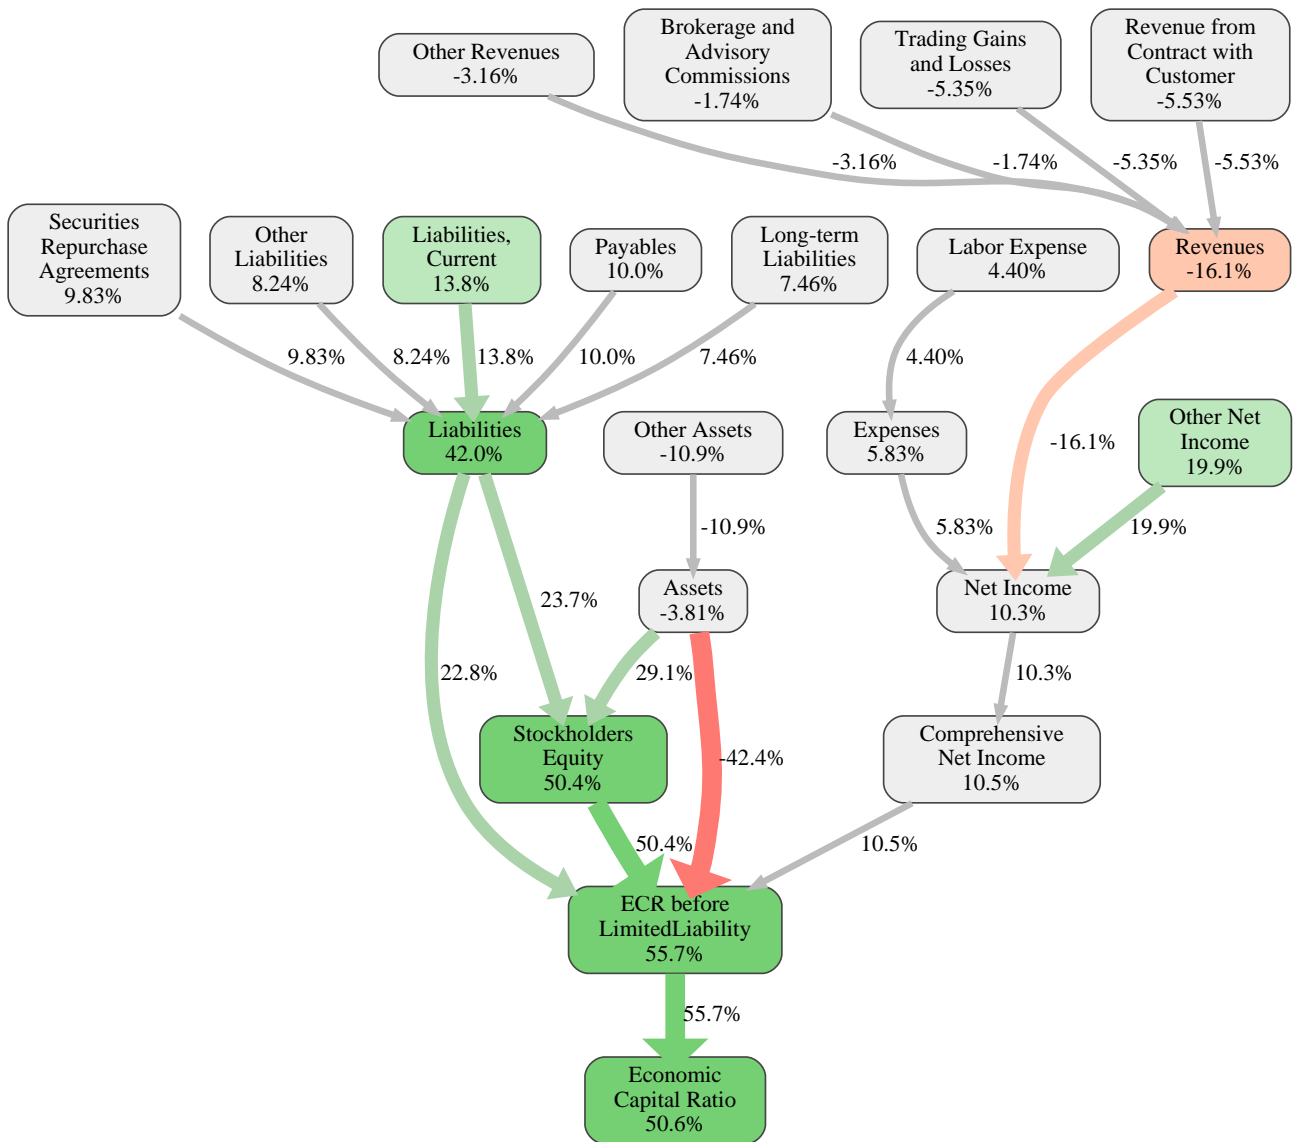 Other Revenues
-3.16%
Brokerage and
Advisory
Commissions
-1.74%
Trading Gains
and Losses
-5.35%
Revenue from
Contract with
Customer
-5.53%
-3.16%
-1.74%
-5.35%
-5.53%
Securities
Repurchase
Agreements
9.83%
Other
Liabilities
8.24%
Liabilities,
Current
13.8%
Payables
10.0%
Long-term
Liabilities
7.46%
Labor Expense
4.40%
Revenues
-16.1%
9.83%
8.24%
13.8%
10.0%
7.46%
4.40%
Liabilities
42.0%
Other Assets
-10.9%
Expenses
5.83%
-16.1%
Other Net
Income
19.9%
-10.9%
5.83%
19.9%
23.7%
Assets
-3.81%
Net Income
10.3%
22.8%
29.1%
10.3%
Stockholders
Equity
50.4%
-42.4%
Comprehensive
Net Income
10.5%
50.4%
10.5%
ECR before
LimitedLiability
55.7%
55.7%
Economic
Capital Ratio
50.6%